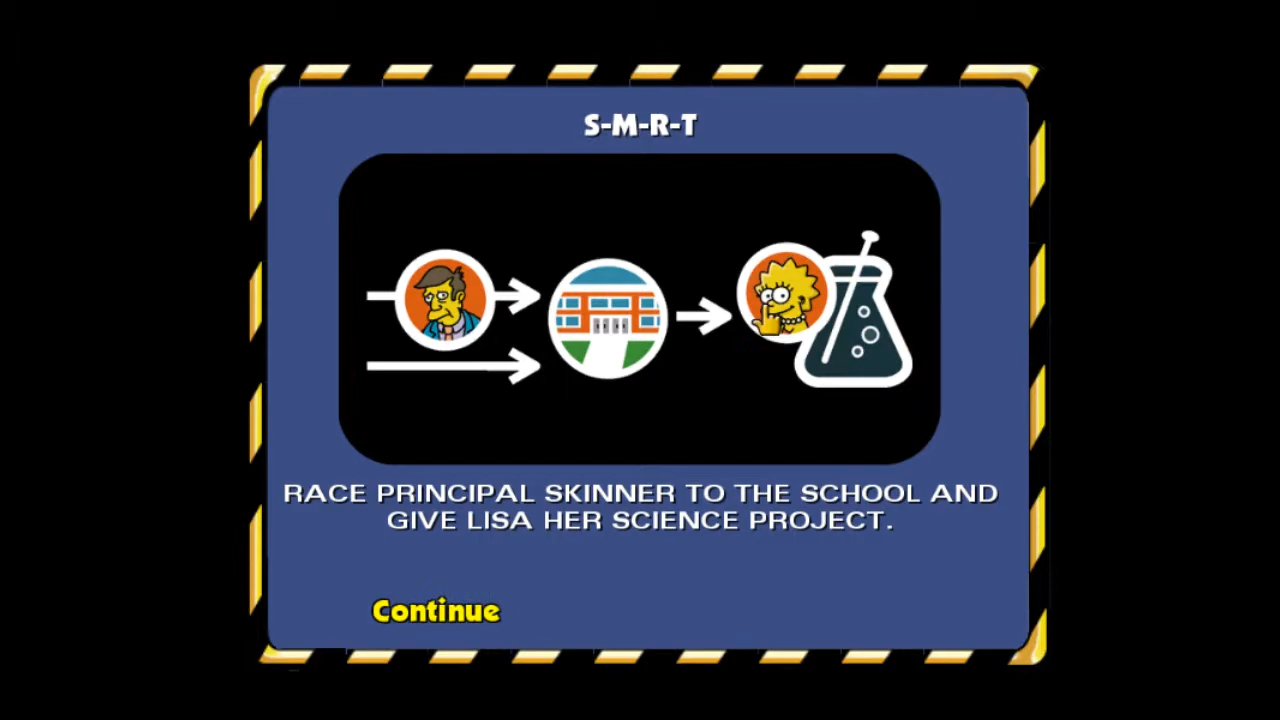 S-M-R-T
RACE PRINCIPAL SKINNER TO THE SCHOOL AND
GIVE LISA HER SCIENCE PROJECT.
Continue